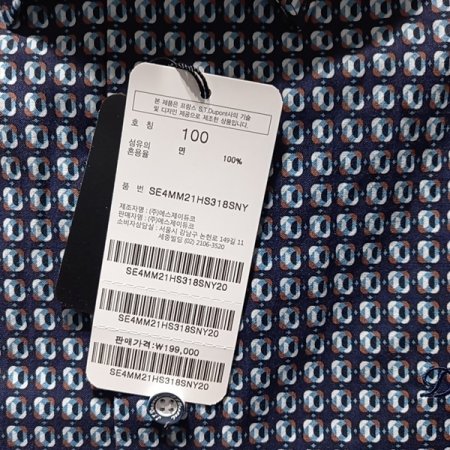 본 제품은 프랑스 S.T.Dupont사의 기술
및 디자인 제공으로 제조한 상품입니다.
호 칭 100
섬유의
혼용율 면 100%
품 번 SE4MM21HS318SNY
제조자명 : (주)에스제이듀코
판매자명 : (주)에스제이듀코
소비자상담실 : 서울시 강남구 논현로 149길 11
세중빌딩 (02) 2106-3520
SE4MM21HS318SNY20
SE4MM21HS318SNY20
판매가격:₩199,000
SE4MM21HS318SNY20
D